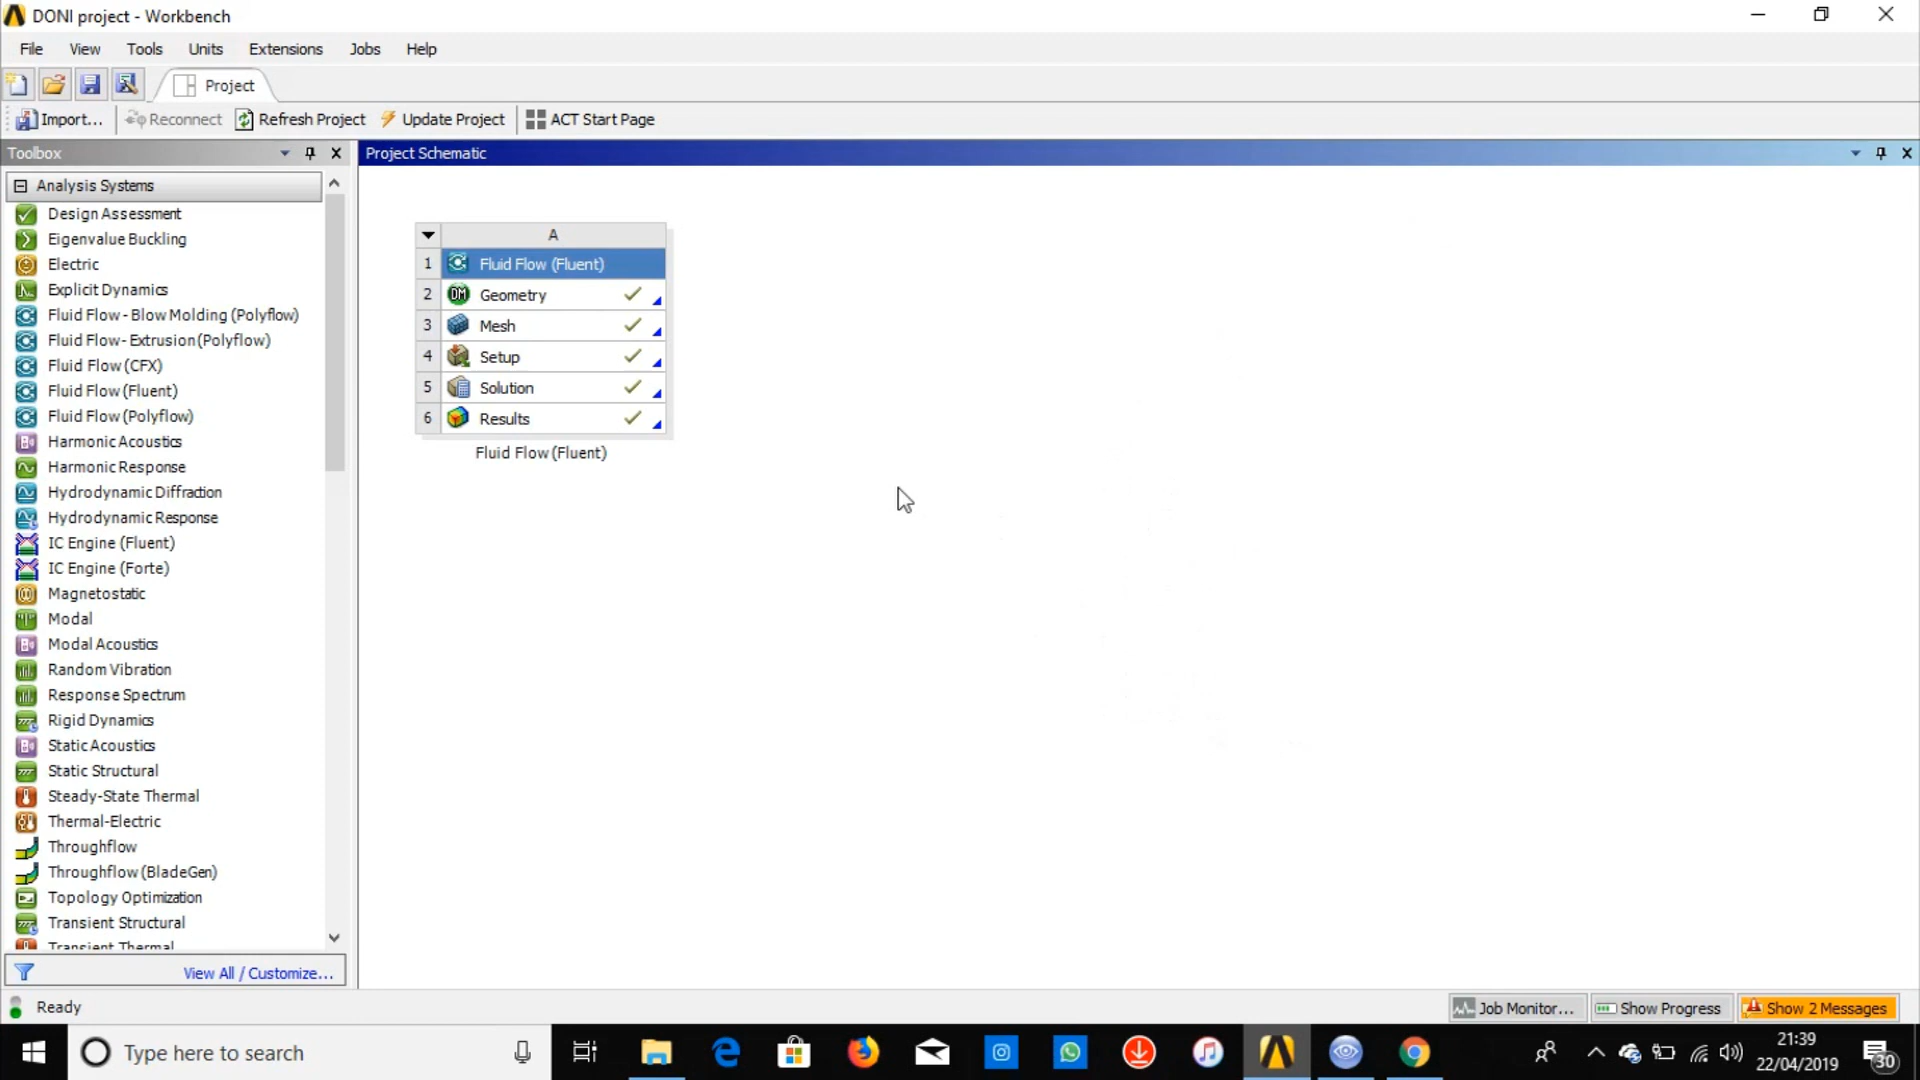 DONI project - Workbench
File View Tools Units Extensions Jobs Help
Project
Import... Reconnect Refresh Project Update Project ACT Start Page
Toolbox
Project Schematic
Analysis Systems
Design Assessment
Eigenvalue Buckling
Electric
Explicit Dynamics
Fluid Flow - Blow Molding (Polyflow)
Fluid Flow - Extrusion (Polyflow)
Fluid Flow (CFX)
Fluid Flow (Fluent)
Fluid Flow (Polyflow)
Harmonic Acoustics
Harmonic Response
Hydrodynamic Diffraction
Hydrodynamic Response
IC Engine (Fluent)
IC Engine (Forte)
Magnetostatic
Modal
Modal Acoustics
Random Vibration
Response Spectrum
Rigid Dynamics
Static Acoustics
Static Structural
Steady-State Thermal
Thermal-Electric
Throughflow
Throughflow (BladeGen)
Topology Optimization
Transient Structural
Transient Thermal
View All / Customize...
A
1 Fluid Flow (Fluent)
2 DM Geometry
3 Mesh
4 Setup
5 Solution
6 Results
Fluid Flow (Fluent)
Ready
Job Monitor... Show Progress Show 2 Messages
Type here to search
21:39
22/04/2019
30